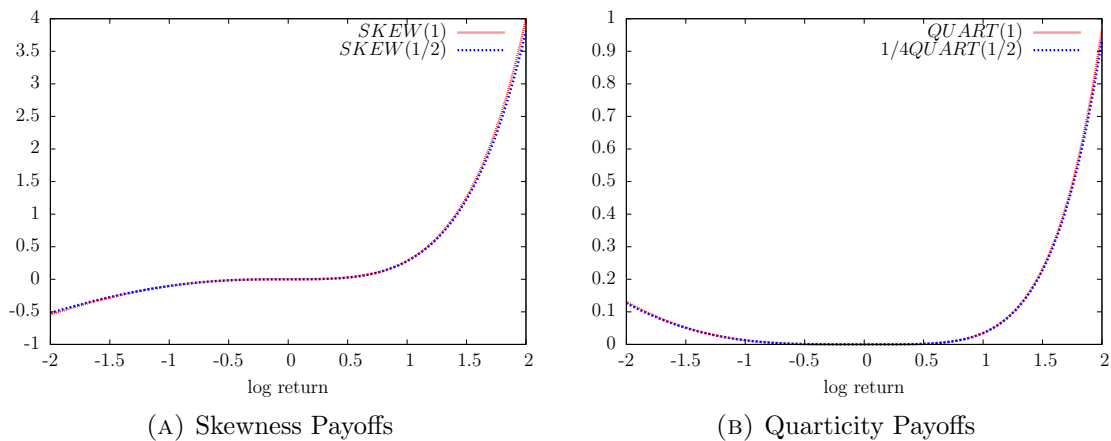 4
3.5
3
2.5
2
1.5
1
0.5
0
-0.5
-1
-2 -1.5 -1 -0.5 0 0.5 1 1.5 2
log return
SKEW(1)
SKEW(1/2)
(A) Skewness Payoffs
1
0.9
0.8
0.7
0.6
0.5
0.4
0.3
0.2
0.1
0
-2 -1.5 -1 -0.5 0 0.5 1 1.5 2
log return
QUART(1)
1/4QUART(1/2)
(B) Quarticity Payoffs